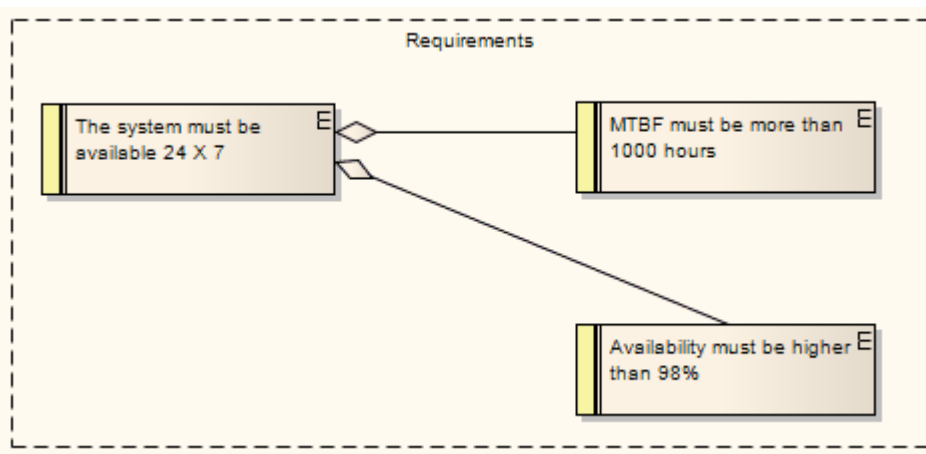 Requirements
The system must be E
available 24 X 7
MTBF must be more than E
1000 hours
Availability must be higher E
than 98%